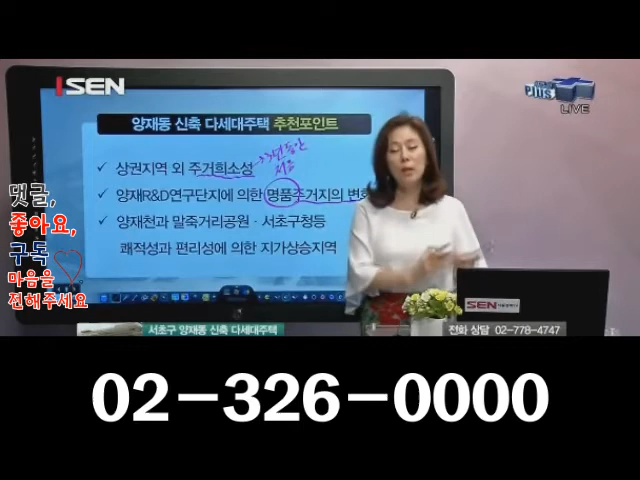 SEN
Plus
LIVE
양재동 신축 다세대주택 추천포인트
✓ 상권지역 외 주거희소성
✓ 양재R&D연구단지에 의한 명품주거지의 변화
✓ 양재천과 말죽거리공원 - 서초구청등
쾌적성과 편리성에 의한 지가상승지역
댓글,
좋아요,
구독
마음을
전해주세요
SEN
서초구 양재동 신축 다세대주택
전화 상담 02-778-4747
02-326-0000